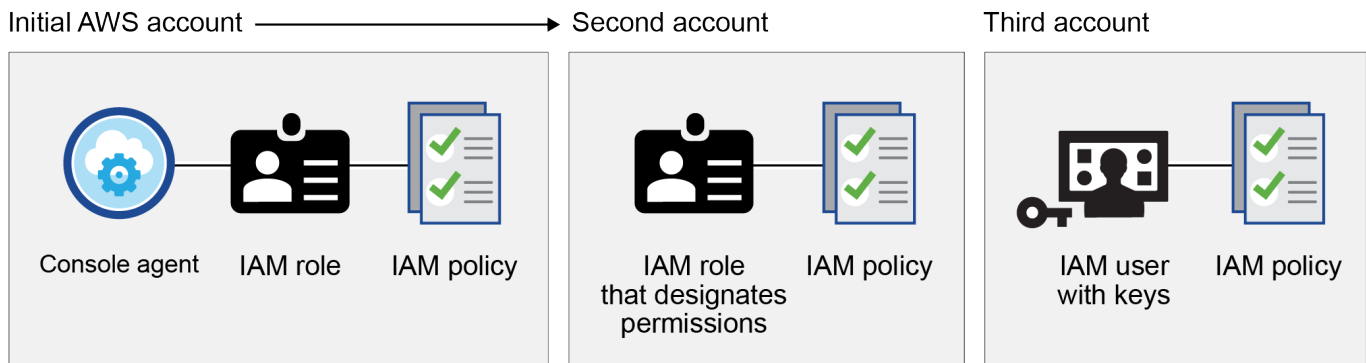 Initial AWS account
Second account
Third account
Console agent
IAM role
IAM policy
IAM role
that designates
permissions
IAM policy
IAM user
with keys
IAM policy